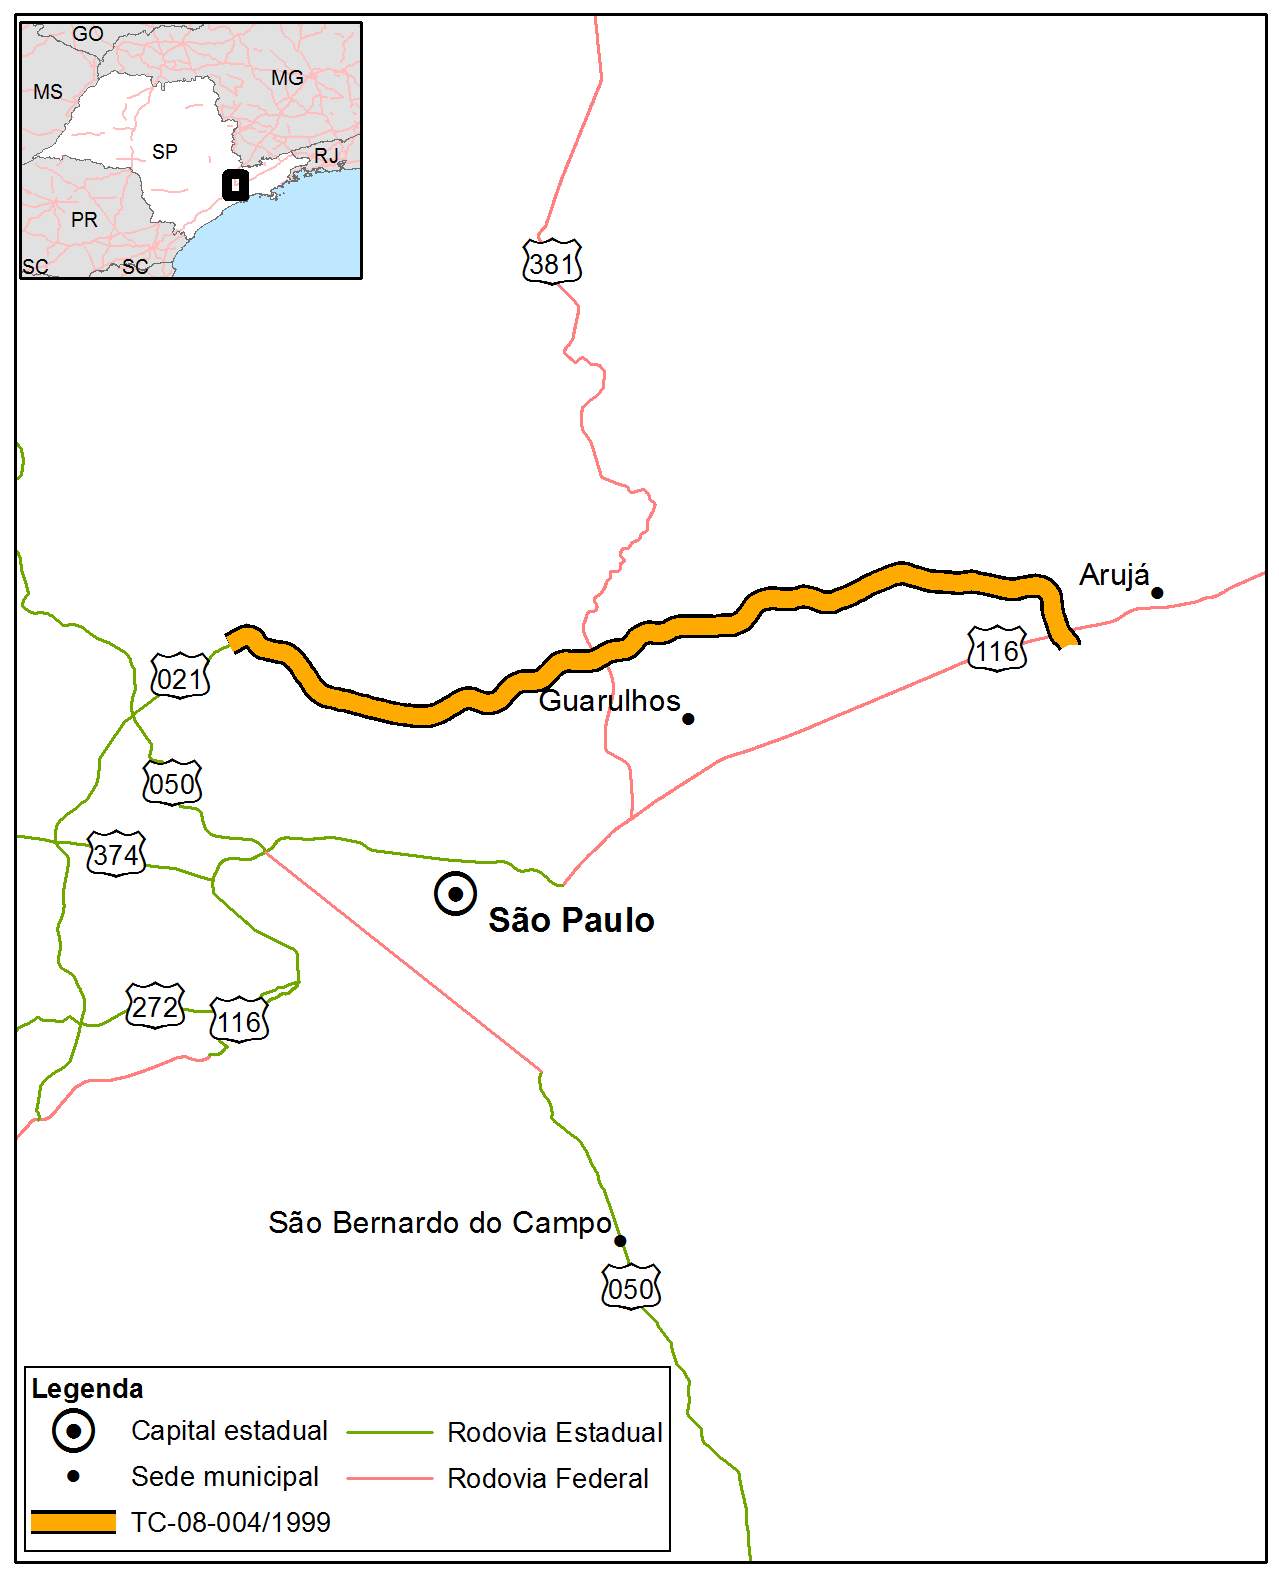 GO
MS
MG
SP
RJ
PR
SC
SC
381
Arujá
116
021
Guarulhos
050
374
São Paulo
272
116
São Bernardo do Campo
050
Legenda
Capital estadual
Rodovia Estadual
Sede municipal
Rodovia Federal
TC-08-004/1999